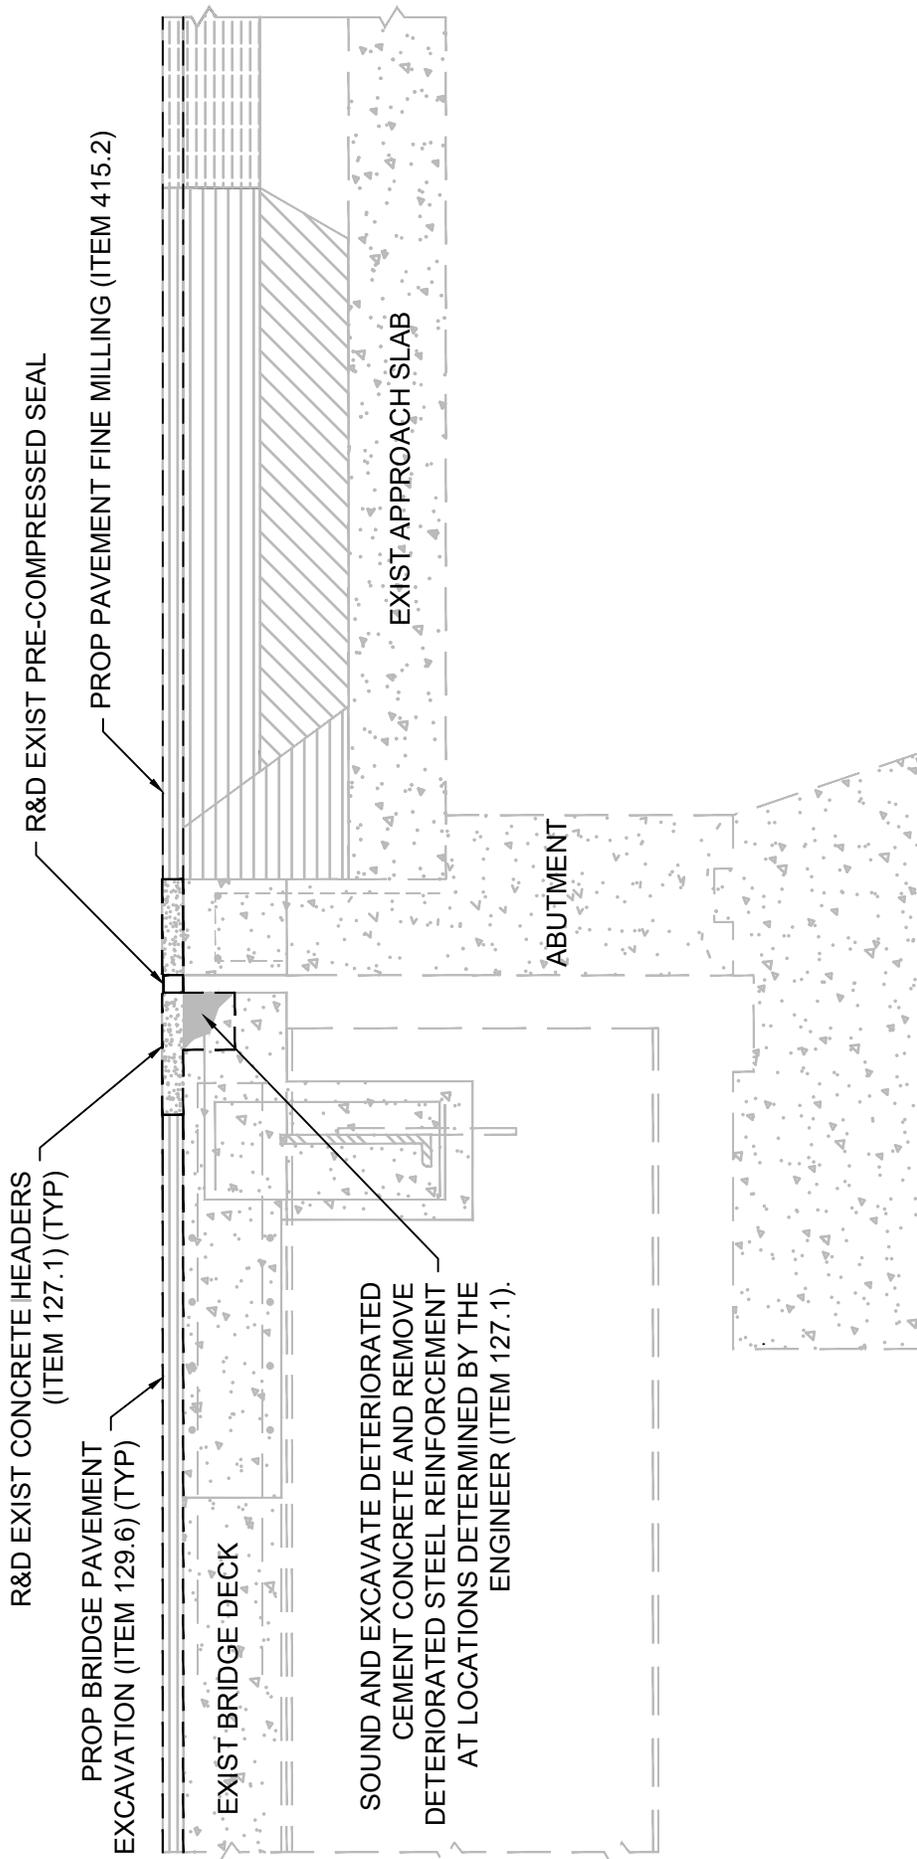 R&D EXIST CONCRETE HEADERS
(ITEM 127.1) (TYP)
PROP BRIDGE PAVEMENT
EXCAVATION (ITEM 129.6) (TYP)
R&D EXIST PRE-COMPRESSED SEAL
PROP PAVEMENT FINE MILLING (ITEM 415.2)
EXIST BRIDGE DECK
EXIST APPROACH SLAB
SOUND AND EXCAVATE DETERIORATED
CEMENT CONCRETE AND REMOVE
DETERIORATED STEEL REINFORCEMENT
AT LOCATIONS DETERMINED BY THE
ENGINEER (ITEM 127.1).
ABUTMENT